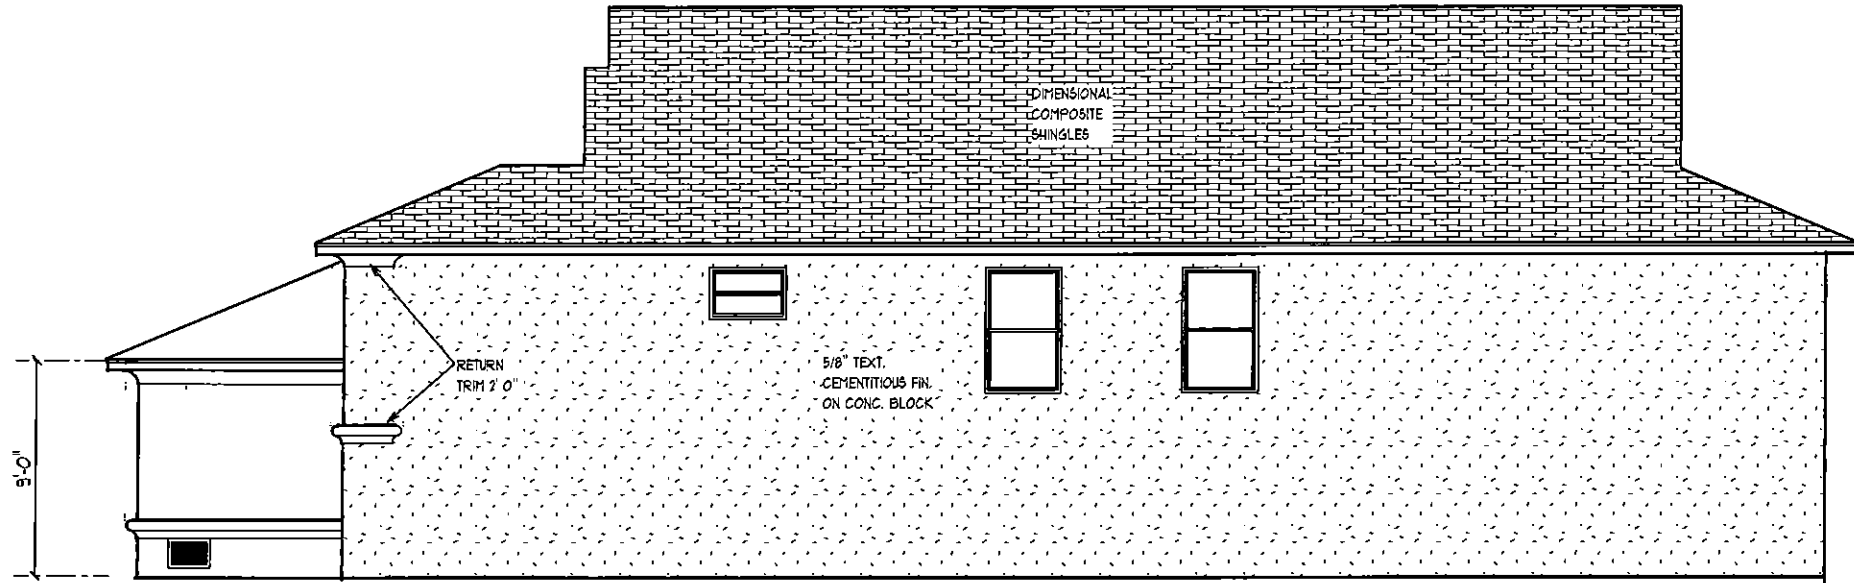 DIMENSIONAL
COMPOSITE
SHINGLES
RETURN
TRIM 2' 0"
5/8" TEXT.
CEMENTITIOUS FIN.
ON CONC. BLOCK
9'-0"